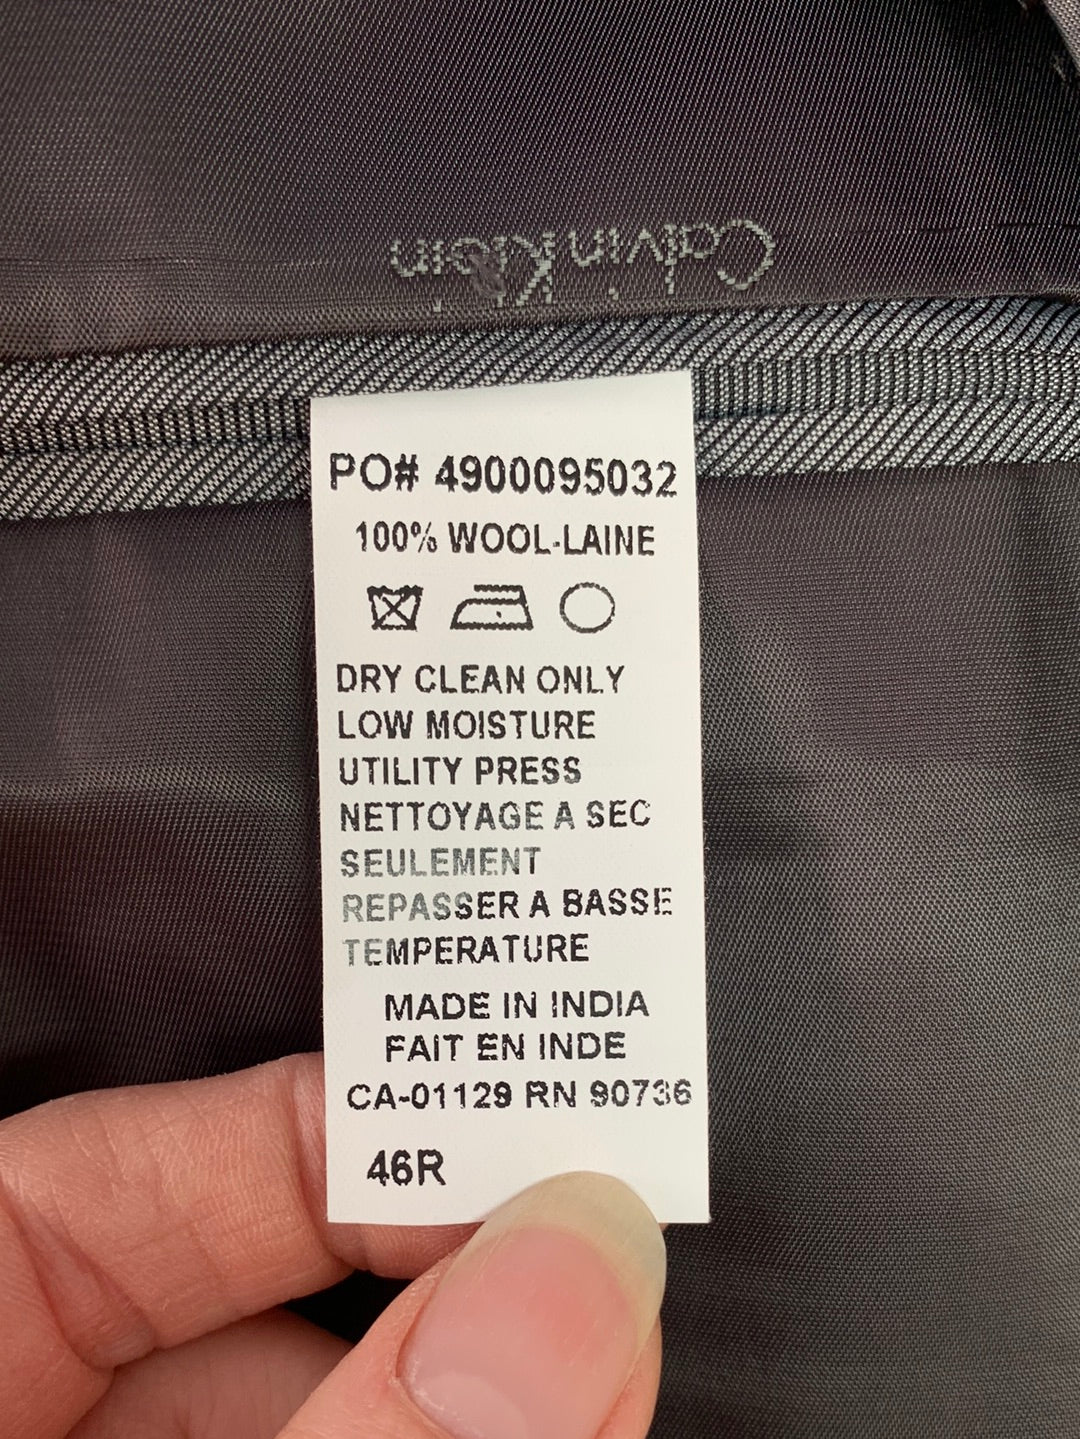 Calvin Klein
PO# 4900095032
100% WOOL-LAINE
DRY CLEAN ONLY
LOW MOISTURE
UTILITY PRESS
NETTOYAGE A SEC
SEULEMENT
REPASSER A BASSE
TEMPERATURE
MADE IN INDIA
FAIT EN INDE
CA-01129 RN 90736
46R